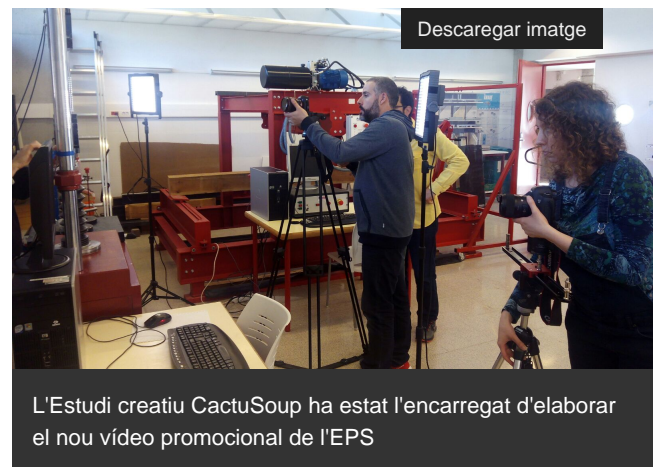 Descaregar imatge
L'Estudi creatiu CactuSoup ha estat l'encarregat d'elaborar
el nou vídeo promocional de l'EPS